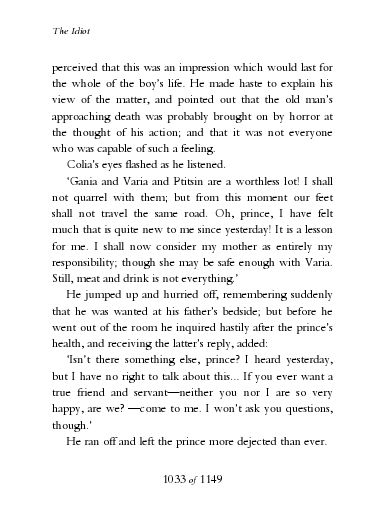 The Idiot
perceived that this was an impression which would last for
the whole of the boy's life. He made haste to explain his
view of the matter, and pointed out that the old man's
approaching death was probably brought on by horror at
the thought of his action; and that it was not everyone
who was capable of such a feeling.
Colia's eyes flashed as he listened.
'Gania and Varia and Ptitsin are a worthless lot! I shall
not quarrel with them; but from this moment our feet
shall not travel the same road. Oh, prince, I have felt
much that is quite new to me since yesterday! It is a lesson
for me. I shall now consider my mother as entirely my
responsibility; though she may be safe enough with Varia.
Still, meat and drink is not everything.'
He jumped up and hurried off, remembering suddenly
that he was wanted at his father's bedside; but before he
went out of the room he inquired hastily after the prince's
health, and receiving the latter's reply, added:
'Isn't there something else, prince? I heard yesterday,
but I have no right to talk about this... If you ever want a
true friend and servant—neither you nor I are so very
happy, are we? —come to me. I won't ask you questions,
though.'
He ran off and left the prince more dejected than ever.
1033 of 1149